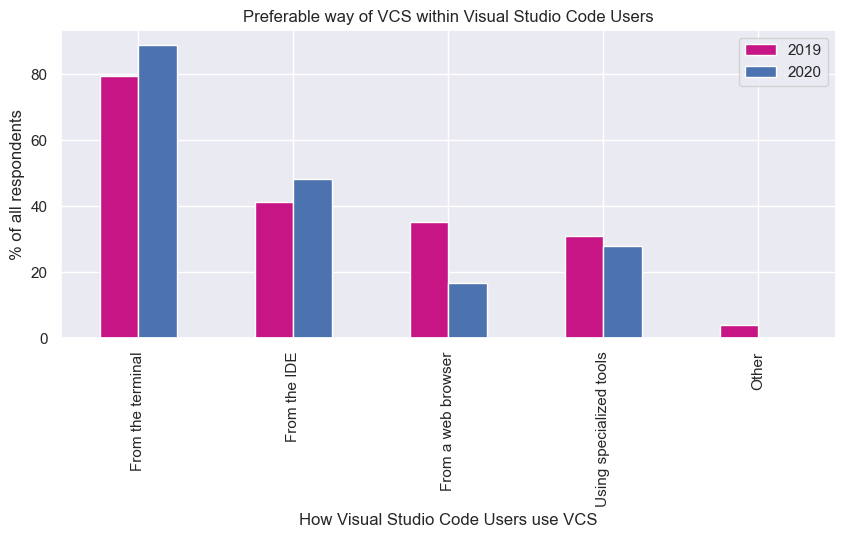 Preferable way of VCS within Visual Studio Code Users
2019
2020
% of all respondents
80
60
40
20
0
From the terminal
From the IDE
From a web browser
Using specialized tools
Other
How Visual Studio Code Users use VCS